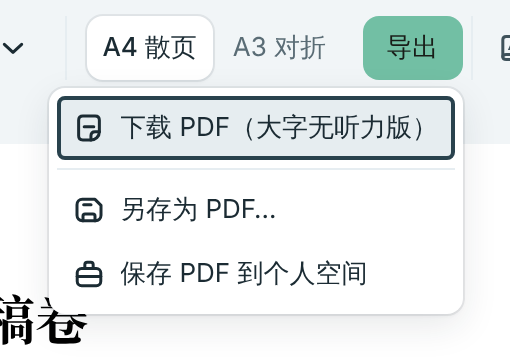 A4 散页 A3 对折 导出
下载 PDF（大字无听力版）
另存为 PDF...
保存 PDF 到个人空间
稿卷